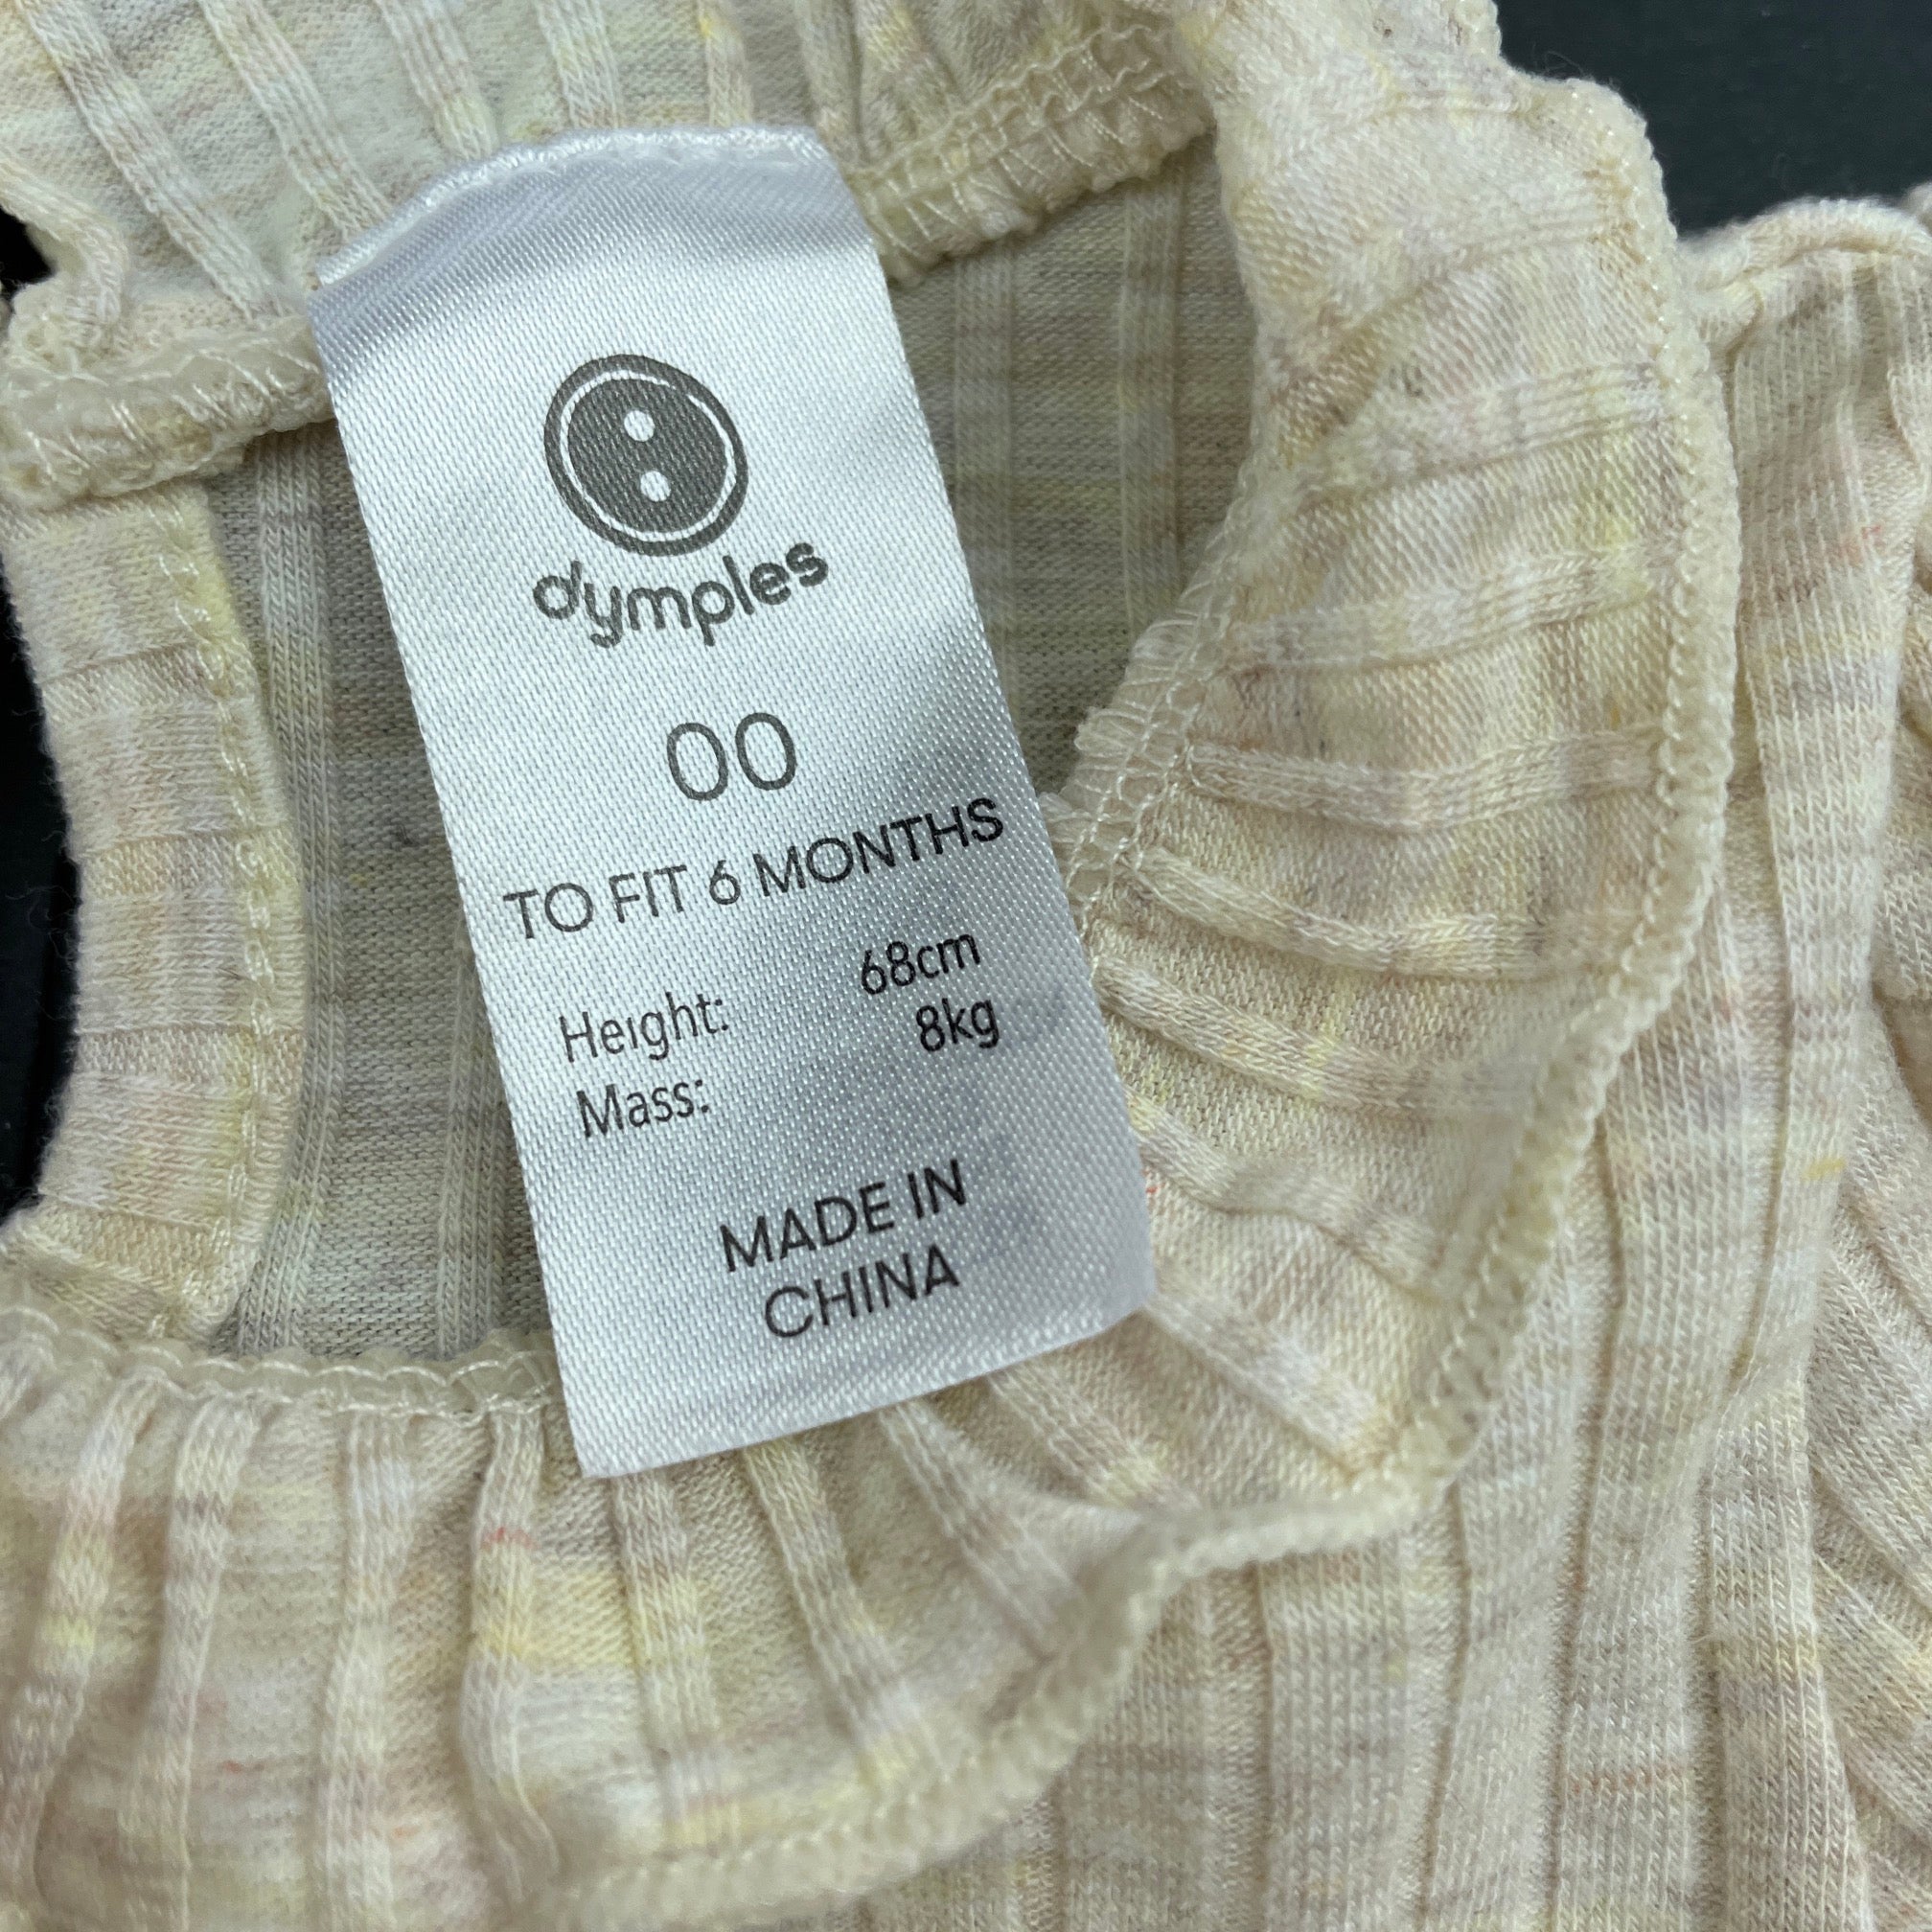 dymples
00
TO FIT 6 MONTHS
Height: 68cm
Mass: 8kg
MADE IN
CHINA